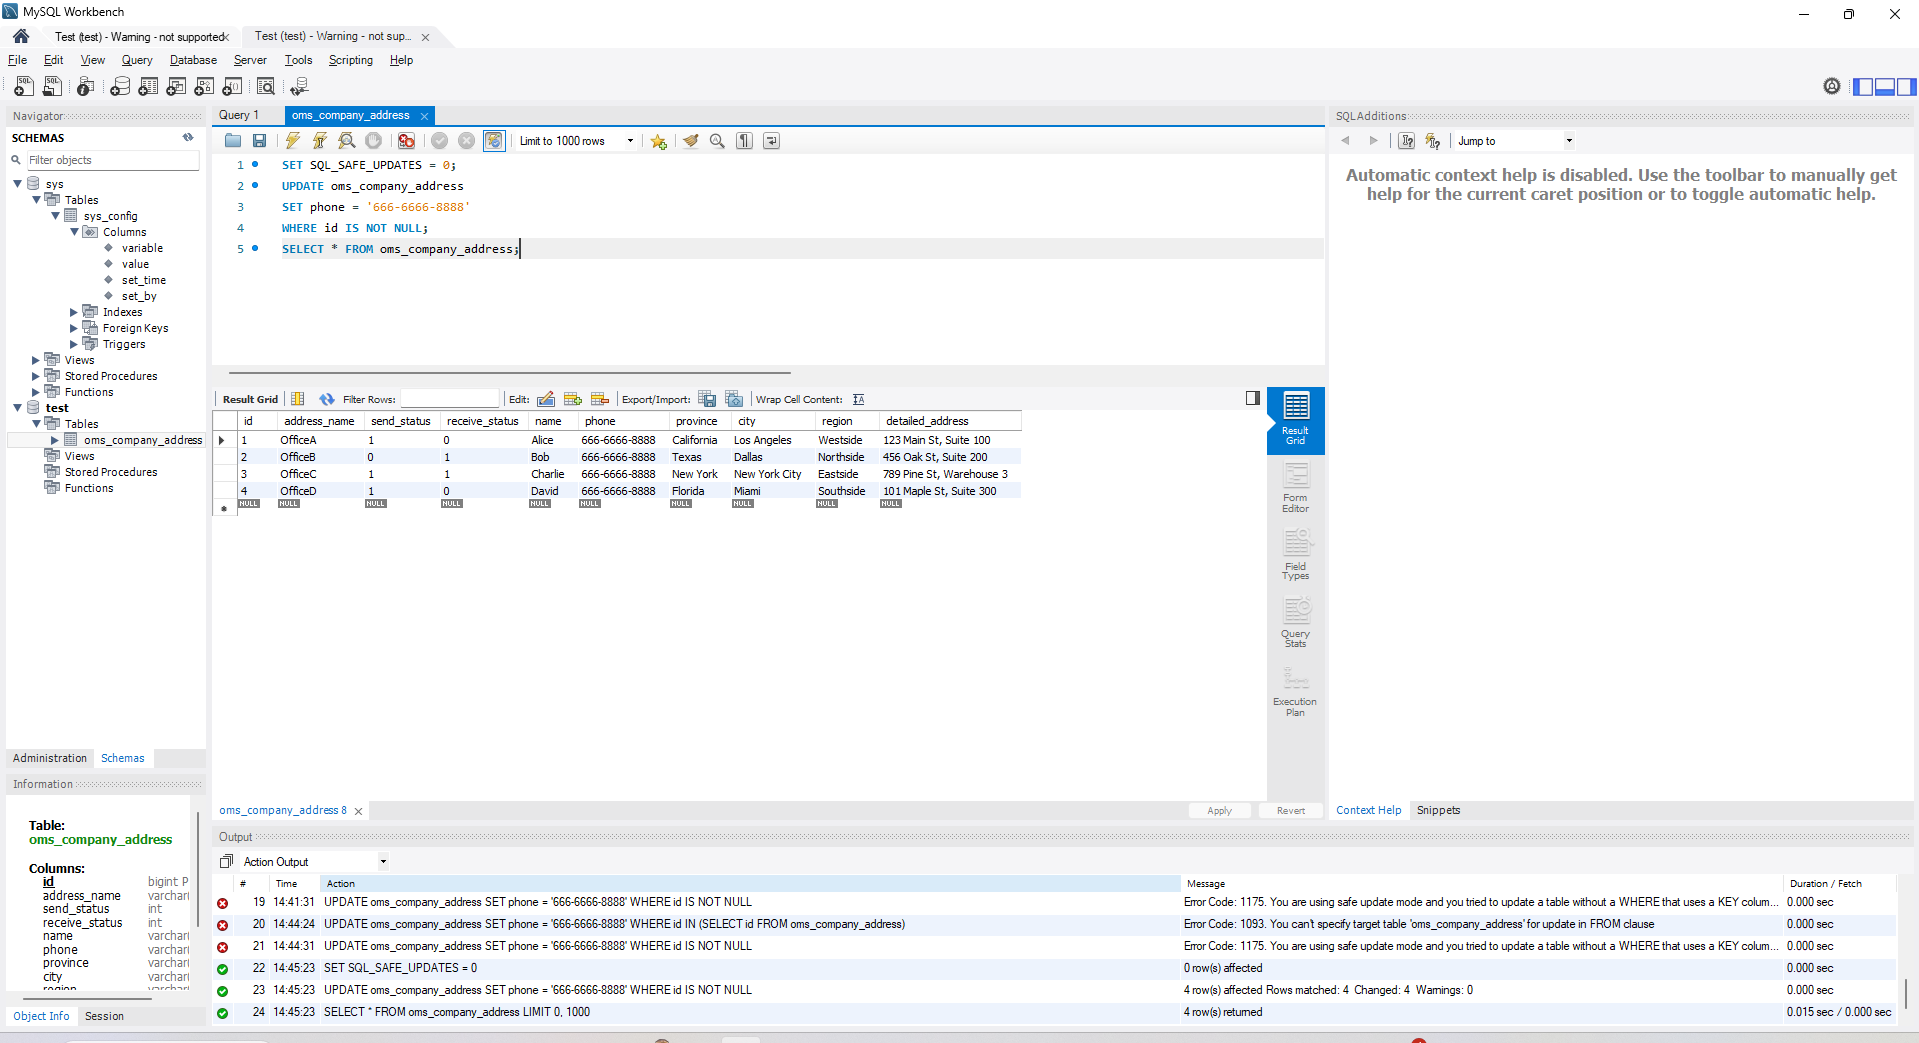 MySQL Workbench
Test (test) - Warning - not supported
Test (test) - Warning - not sup...
File Edit View Query Database Server Tools Scripting Help
Navigator
SCHEMAS
Filter objects
sys
Tables
sys_config
Columns
variable
value
set_time
set_by
Indexes
Foreign Keys
Triggers
Views
Stored Procedures
Functions
test
Tables
oms_company_address
Views
Stored Procedures
Functions
Administration Schemas
Information
Table:
oms_company_address
Columns:
id bigint P
address_name varchar
send_status int
receive_status int
name varchar
phone varchar
province varchar
city varchar
region varchar
Object Info Session
Query 1 oms_company_address
Limit to 1000 rows
1 SET SQL_SAFE_UPDATES = 0;
2 UPDATE oms_company_address
3 SET phone = '666-6666-8888'
4 WHERE id IS NOT NULL;
5 SELECT * FROM oms_company_address;
Result Grid Filter Rows: Edit: Export/Import: Wrap Cell Content:
id address_name send_status receive_status name phone province city region detailed_address
1 OfficeA 1 0 Alice 666-6666-8888 California Los Angeles Westside 123 Main St, Suite 100
2 OfficeB 0 1 Bob 666-6666-8888 Texas Dallas Northside 456 Oak St, Suite 200
3 OfficeC 1 1 Charlie 666-6666-8888 New York New York City Eastside 789 Pine St, Warehouse 3
4 OfficeD 1 0 David 666-6666-8888 Florida Miami Southside 101 Maple St, Suite 300
NULL NULL NULL NULL NULL NULL NULL NULL NULL NULL
Result
Grid
Form
Editor
Field
Types
Query
Stats
Execution
Plan
oms_company_address 8
Apply Revert
SQLAdditions
Jump to
Automatic context help is disabled. Use the toolbar to manually get
help for the current caret position or to toggle automatic help.
Context Help Snippets
Output
Action Output
# Time Action Message Duration / Fetch
19 14:41:31 UPDATE oms_company_address SET phone = '666-6666-8888' WHERE id IS NOT NULL Error Code: 1175. You are using safe update mode and you tried to update a table without a WHERE that uses a KEY colum... 0.000 sec
20 14:44:24 UPDATE oms_company_address SET phone = '666-6666-8888' WHERE id IN (SELECT id FROM oms_company_address) Error Code: 1093. You can't specify target table 'oms_company_address' for update in FROM clause 0.000 sec
21 14:44:31 UPDATE oms_company_address SET phone = '666-6666-8888' WHERE id IS NOT NULL Error Code: 1175. You are using safe update mode and you tried to update a table without a WHERE that uses a KEY colum... 0.000 sec
22 14:45:23 SET SQL_SAFE_UPDATES = 0 0 row(s) affected 0.000 sec
23 14:45:23 UPDATE oms_company_address SET phone = '666-6666-8888' WHERE id IS NOT NULL 4 row(s) affected Rows matched: 4 Changed: 4 Warnings: 0 0.000 sec
24 14:45:23 SELECT * FROM oms_company_address LIMIT 0, 1000 4 row(s) returned 0.015 sec / 0.000 sec